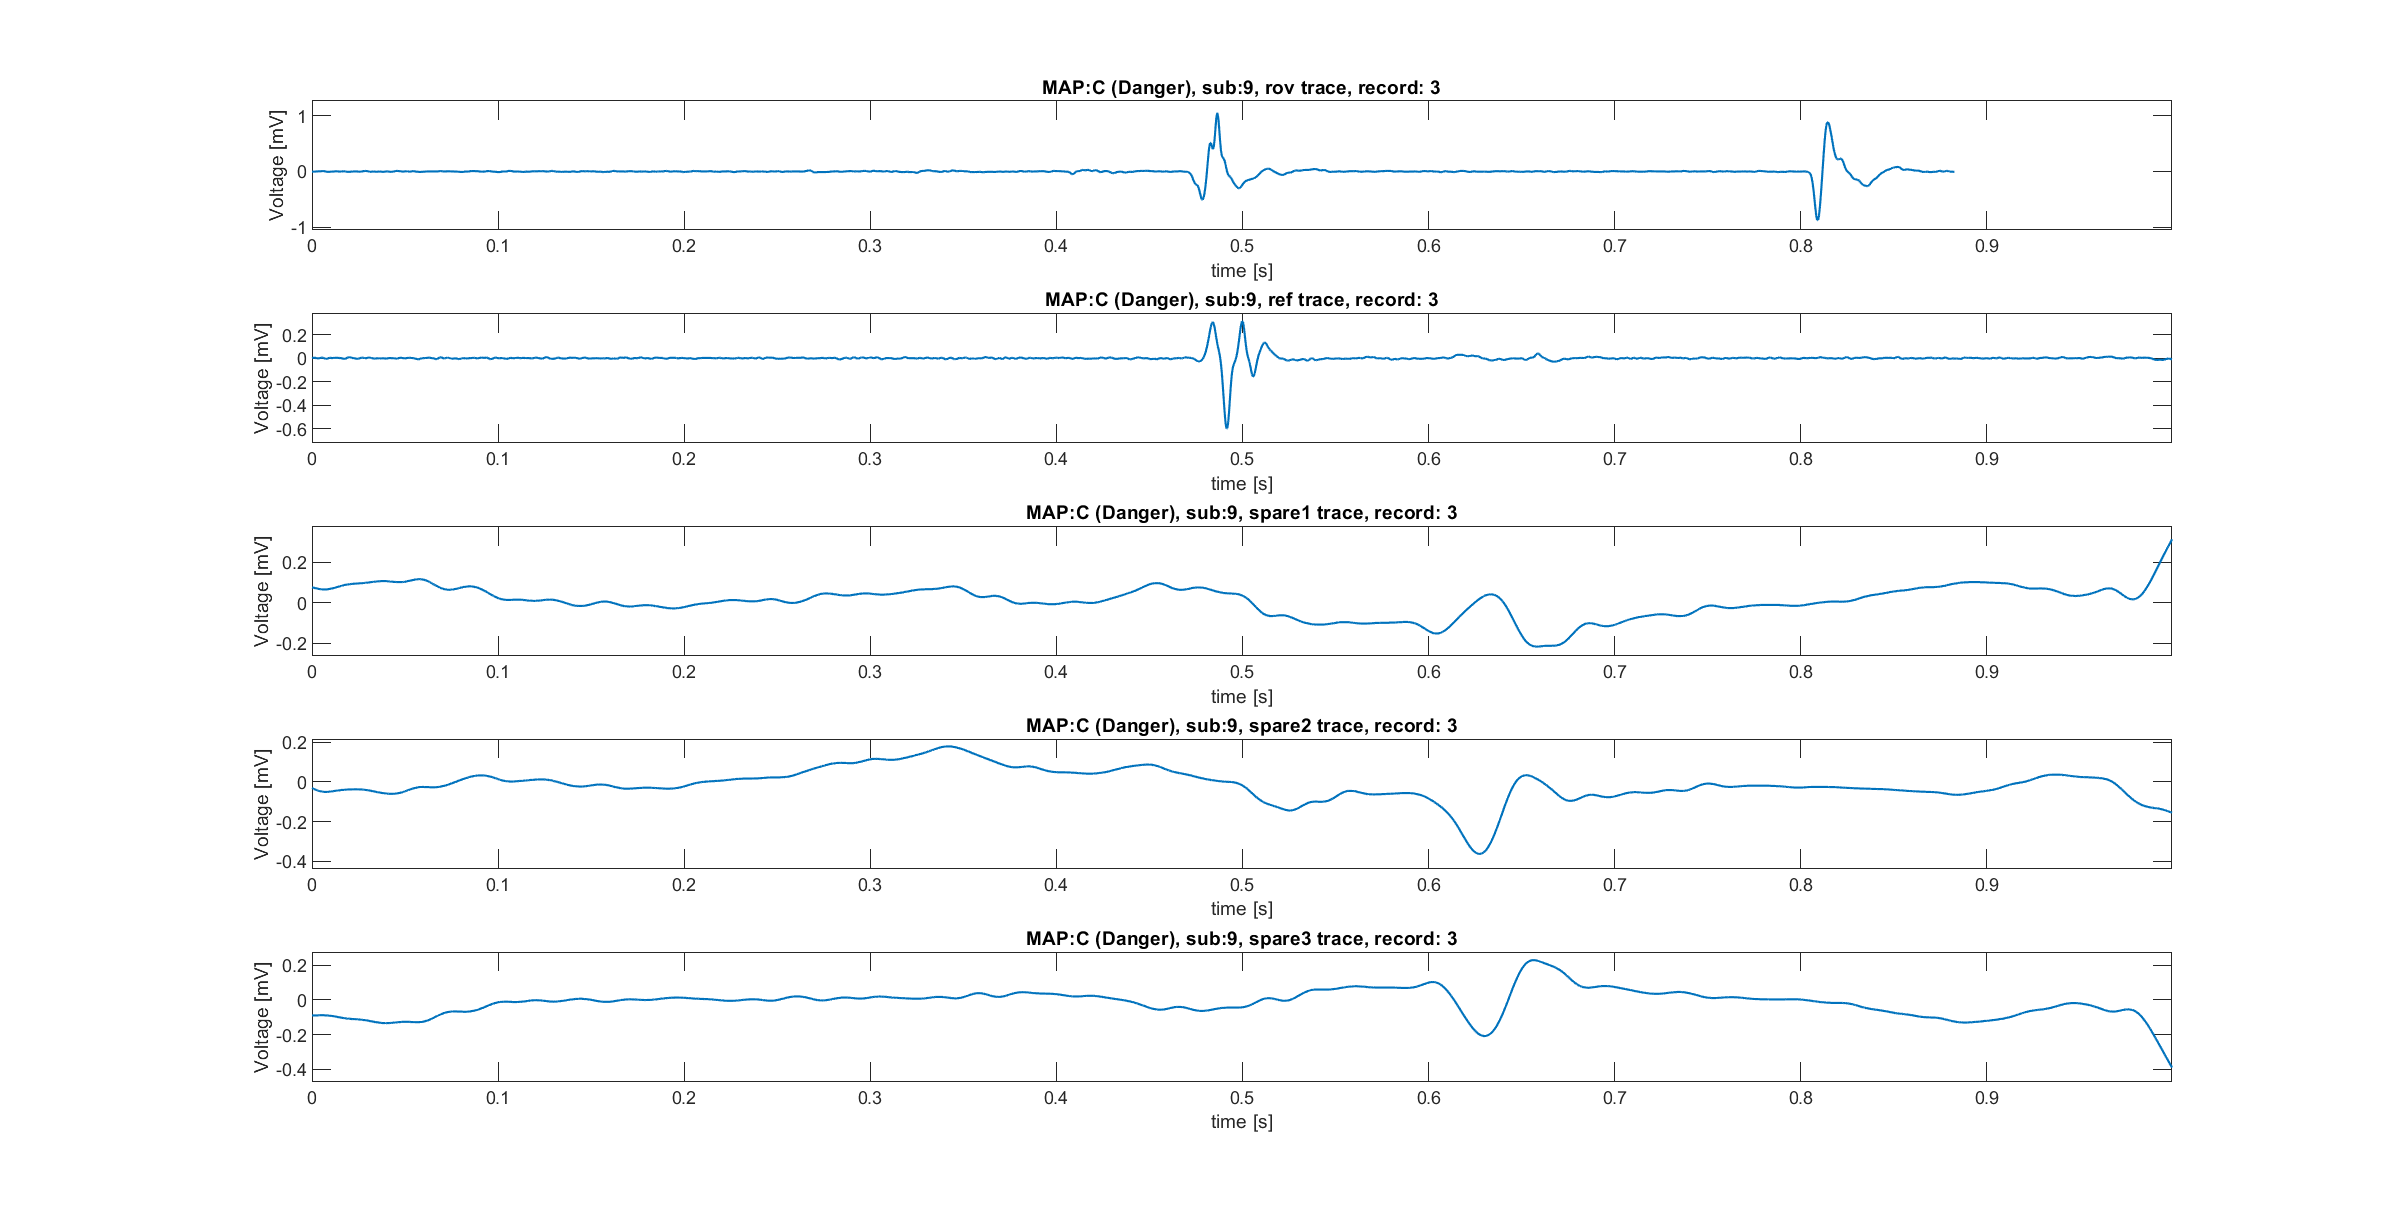 MAP:C (Danger), sub:9, rov trace, record: 3
Voltage [mV]
1
0
-1
0 0.1 0.2 0.3 0.4 0.5 0.6 0.7 0.8 0.9
time [s]
MAP:C (Danger), sub:9, ref trace, record: 3
Voltage [mV]
0.2
0
-0.2
-0.4
-0.6
0 0.1 0.2 0.3 0.4 0.5 0.6 0.7 0.8 0.9
time [s]
MAP:C (Danger), sub:9, spare1 trace, record: 3
Voltage [mV]
0.2
0
-0.2
0 0.1 0.2 0.3 0.4 0.5 0.6 0.7 0.8 0.9
time [s]
MAP:C (Danger), sub:9, spare2 trace, record: 3
Voltage [mV]
0.2
0
-0.2
-0.4
0 0.1 0.2 0.3 0.4 0.5 0.6 0.7 0.8 0.9
time [s]
MAP:C (Danger), sub:9, spare3 trace, record: 3
Voltage [mV]
0.2
0
-0.2
-0.4
0 0.1 0.2 0.3 0.4 0.5 0.6 0.7 0.8 0.9
time [s]